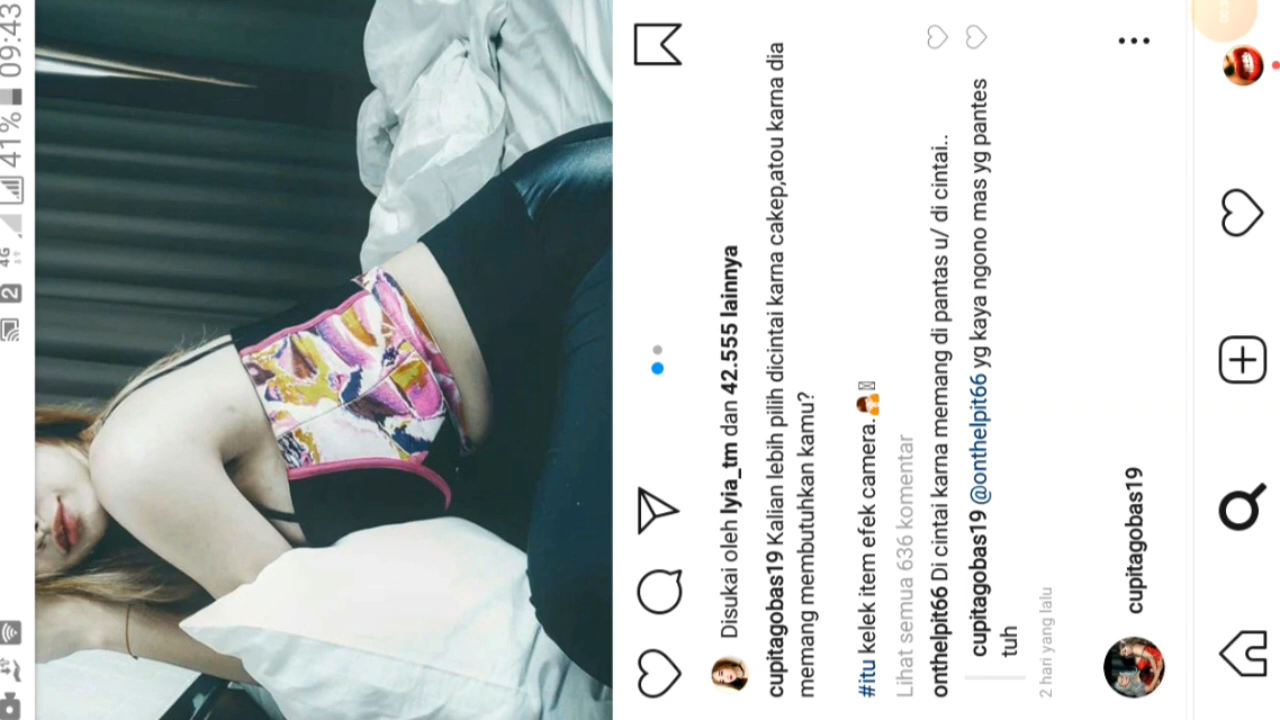 2 4G 41% 09:43
Disukai oleh lyia_tm dan 42.555 lainnya
cupitagobas19 Kalian lebih pilih dicintai karna cakep,atou karna dia
memang membutuhkan kamu?
#itu kelek item efek camera.
Lihat semua 636 komentar
onthelpit66 Di cintai karna memang di pantas u/ di cintai..
cupitagobas19 @onthelpit66 yg kaya ngono mas yg pantes
tuh
2 hari yang lalu
cupitagobas19